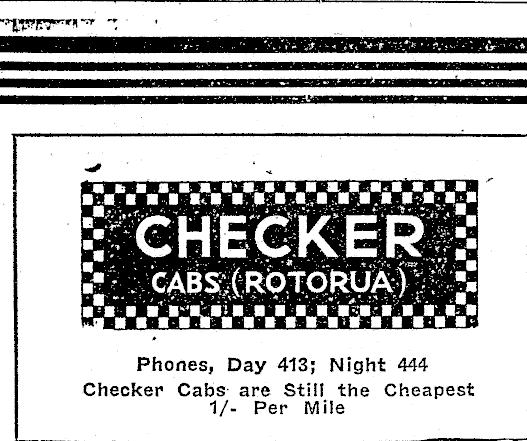 CHECKER
CABS (ROTORUA)
Phones, Day 413; Night 444
Checker Cabs are Still the Cheapest
1/- Per Mile